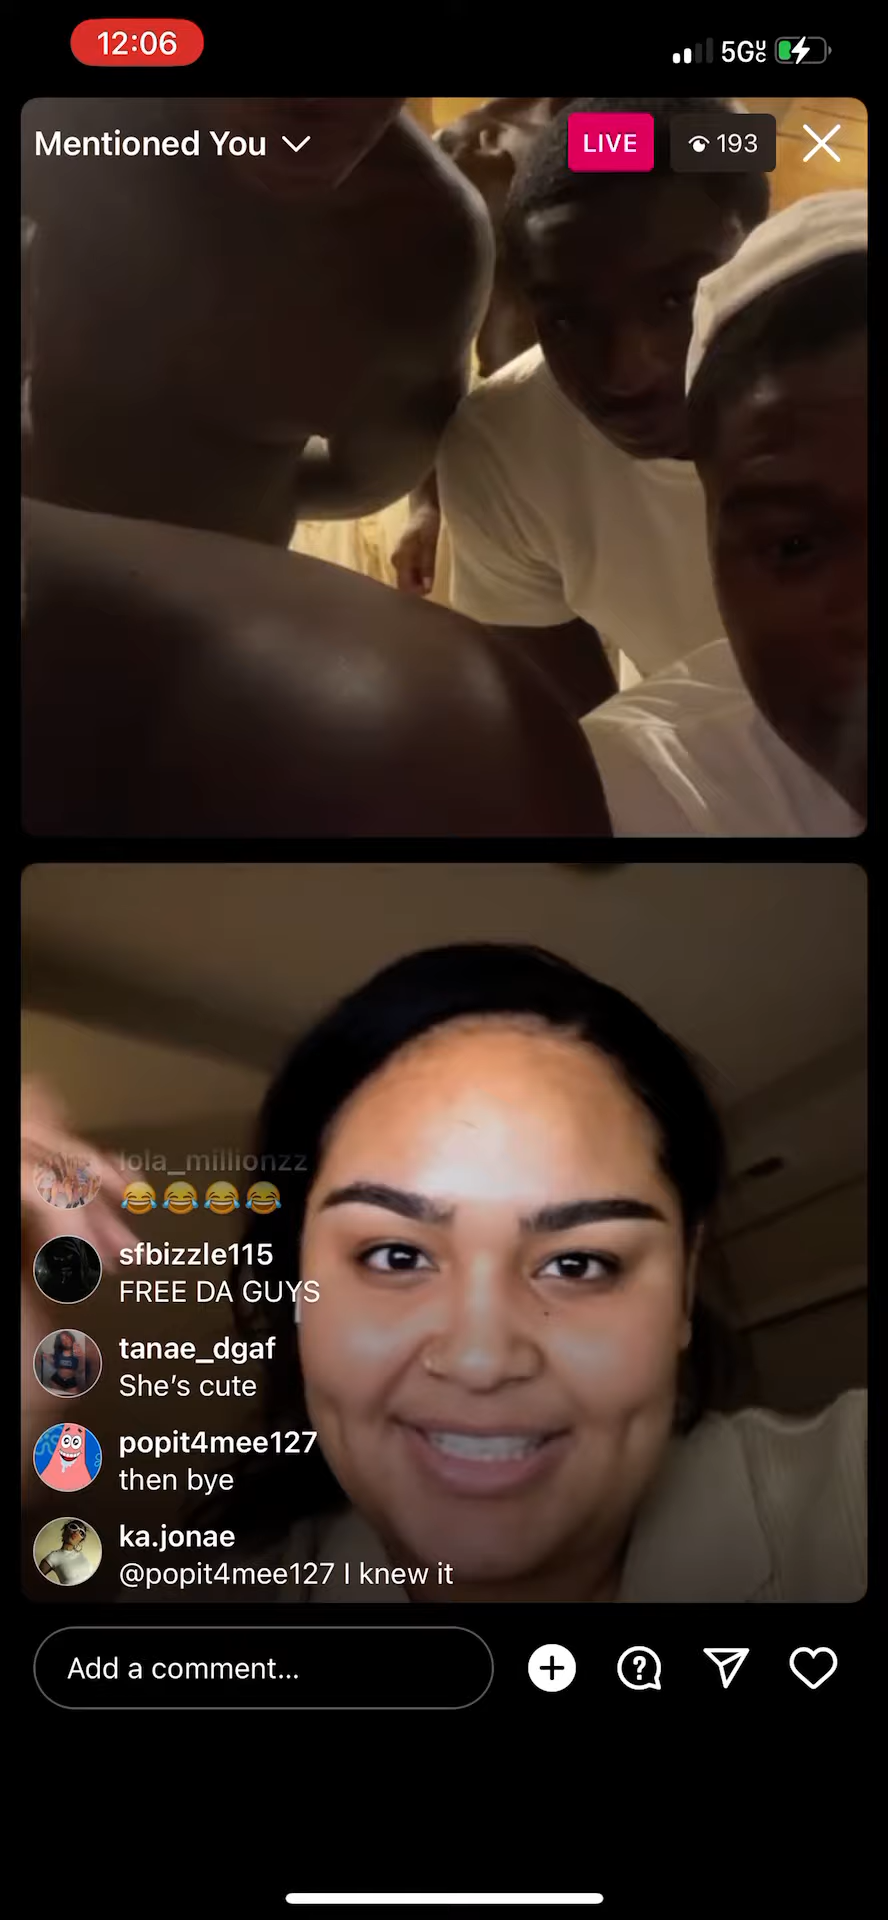 12:06
5GUC
Mentioned You
LIVE
193
lola_millionzz
😂😂😂😂
sfbizzle115
FREE DA GUYS
tanae_dgaf
She's cute
popit4mee127
then bye
ka.jonae
@popit4mee127 I knew it
Add a comment...